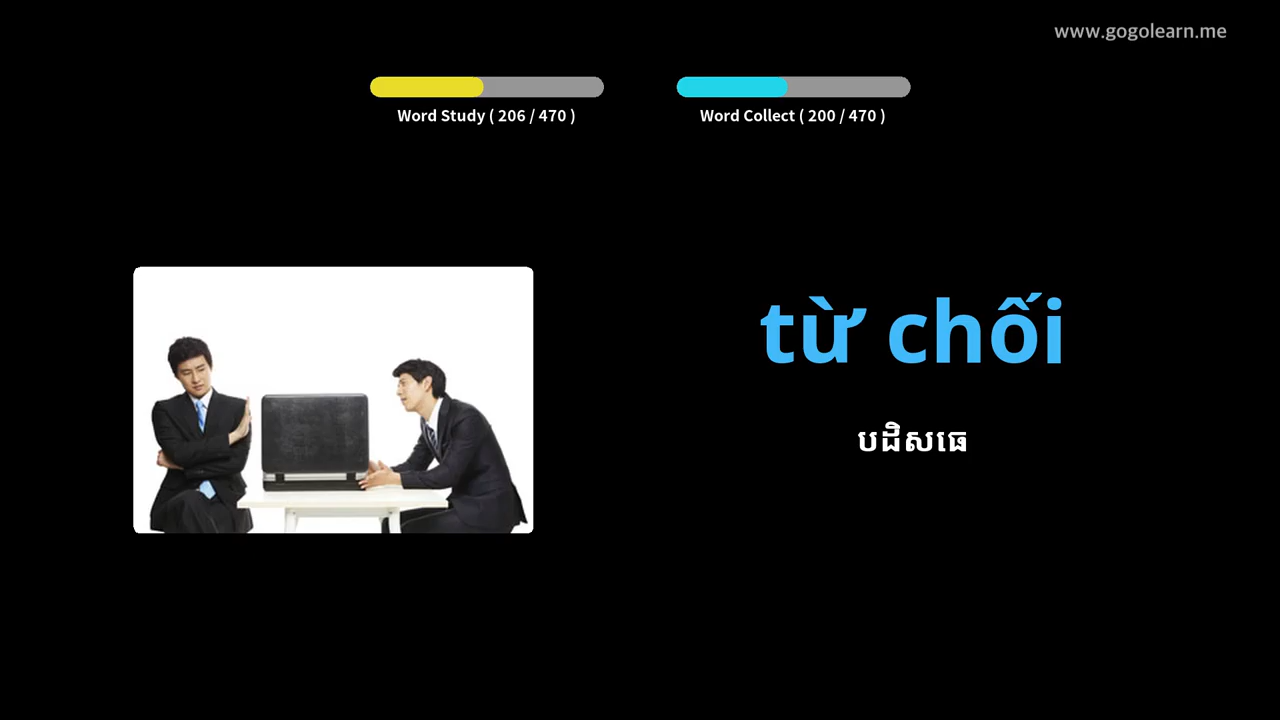 www.gogolearn.me
Word Study ( 206 / 470 )
Word Collect ( 200 / 470 )
từ chối
បដិសធេ